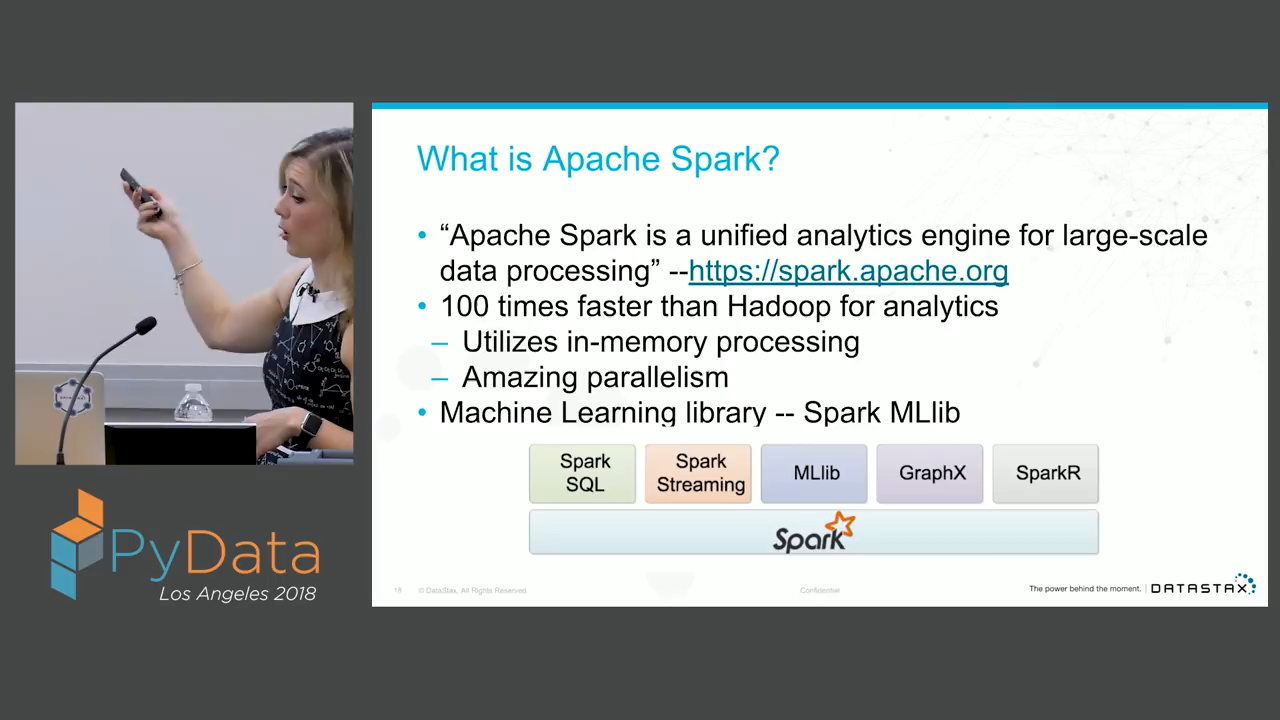 What is Apache Spark?
• “Apache Spark is a unified analytics engine for large-scale
data processing” --https://spark.apache.org
• 100 times faster than Hadoop for analytics
– Utilizes in-memory processing
– Amazing parallelism
• Machine Learning library -- Spark MLlib
Spark
SQL
Spark
Streaming
MLlib
GraphX
SparkR
Spark
PyData
Los Angeles 2018
© DataStax, All Rights Reserved.
Confidential
The power behind the moment. | DATASTAX